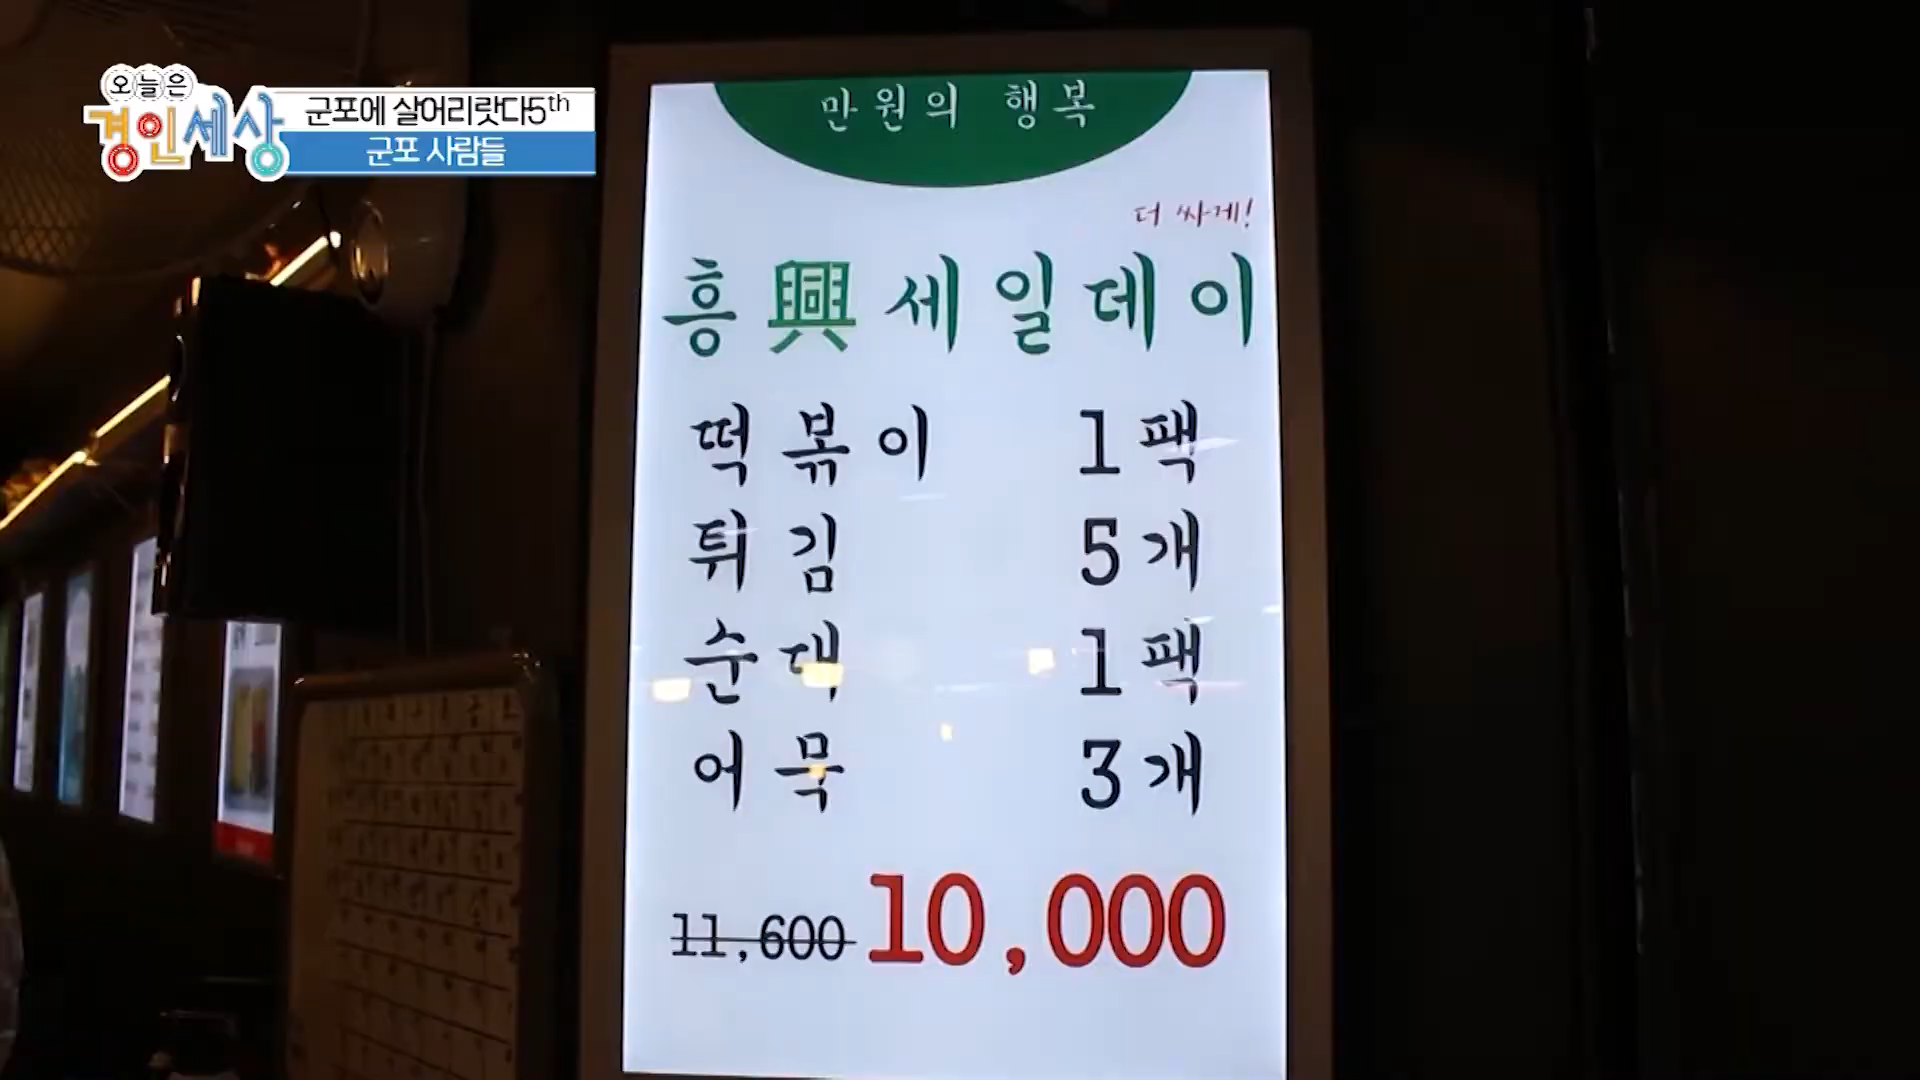 오늘은
경인세상
군포에 살어리랏다5th
군포 사람들
만원의 행복
더 싸게!
흥興세일데이
떡볶이 1팩
튀김 5개
순대 1팩
어묵 3개
11,600 10,000